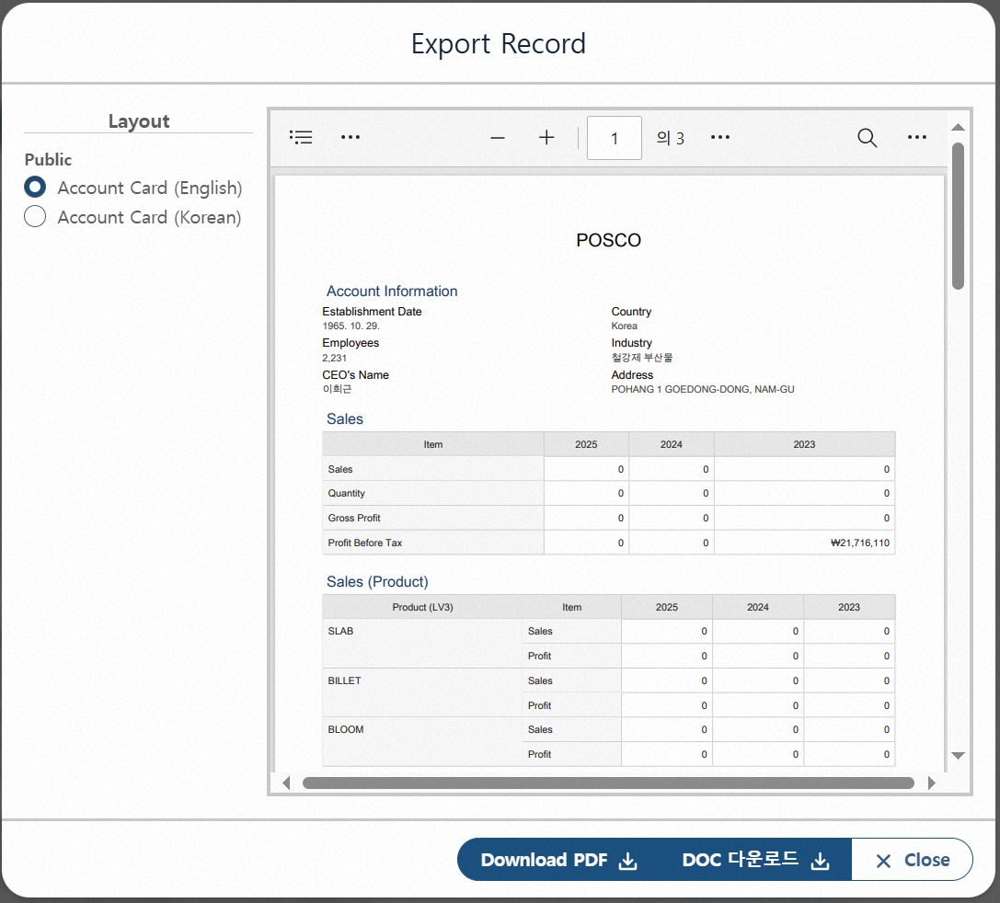 Export Record
Layout
Public
Account Card (English)
Account Card (Korean)
1 의 3
POSCO
Account Information
Establishment Date Country
1965. 10. 29. Korea
Employees Industry
2,231 철강제 부산물
CEO's Name Address
이희근 POHANG 1 GOEDONG-DONG, NAM-GU
Sales
Item 2025 2024 2023
Sales 0 0 0
Quantity 0 0 0
Gross Profit 0 0 0
Profit Before Tax 0 0 ₩21,716,110
Sales (Product)
Product (LV3) Item 2025 2024 2023
SLAB Sales 0 0 0
Profit 0 0 0
BILLET Sales 0 0 0
Profit 0 0 0
BLOOM Sales 0 0 0
Profit 0 0 0
Download PDF DOC 다운로드 Close